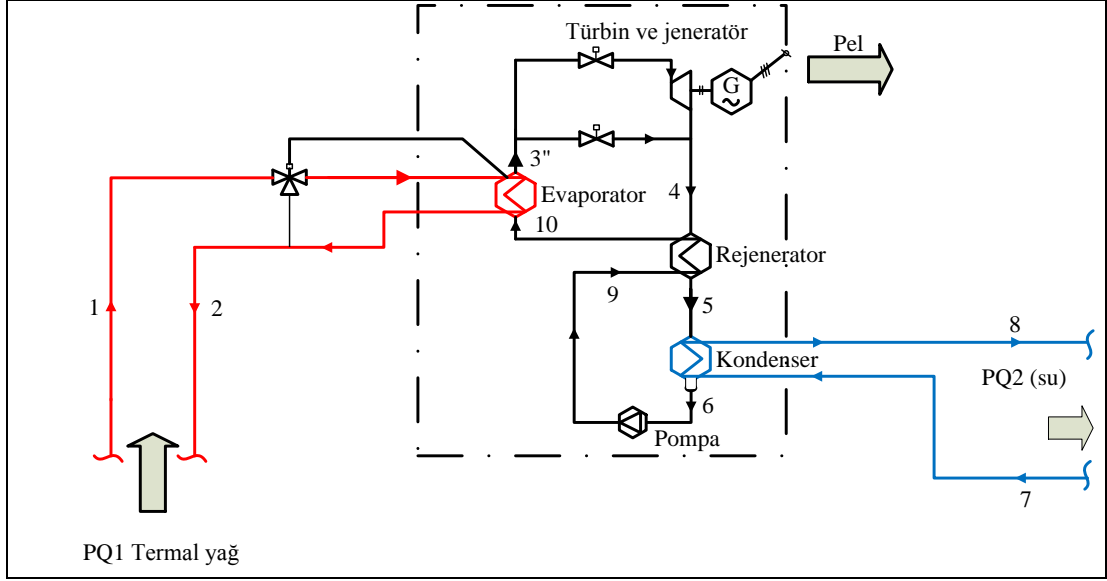 Türbin ve jeneratör
Pel
G
3"
Evaporator
4
10
Rejenerator
1
2
9
5
8
Kondenser
PQ2 (su)
6
Pompa
7
PQ1 Termal yağ